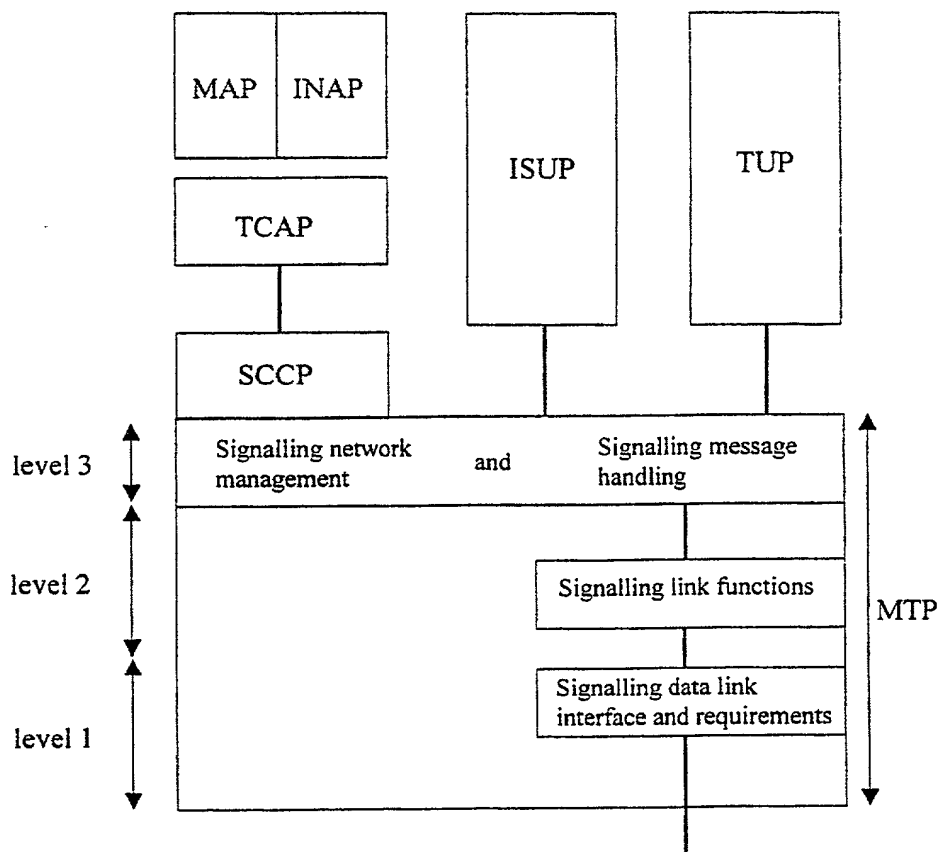 MAP INAP
ISUP
TUP
TCAP
SCCP
level 3
Signalling network
management
and
Signalling message
handling
level 2
Signalling link functions
MTP
level 1
Signalling data link
interface and requirements